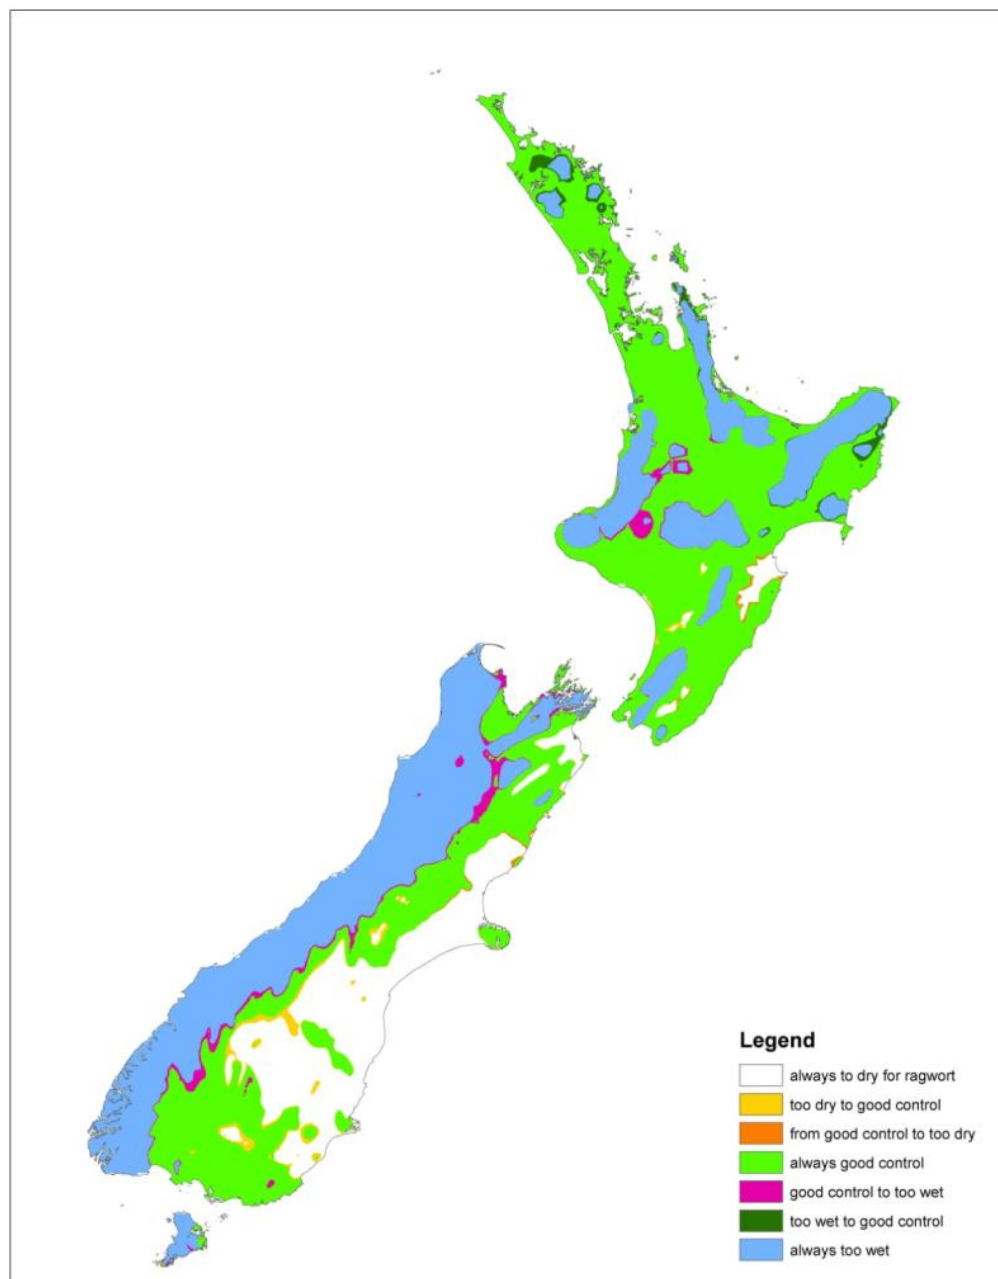 Legend
always to dry for ragwort
too dry to good control
from good control to too dry
always good control
good control to too wet
too wet to good control
always too wet